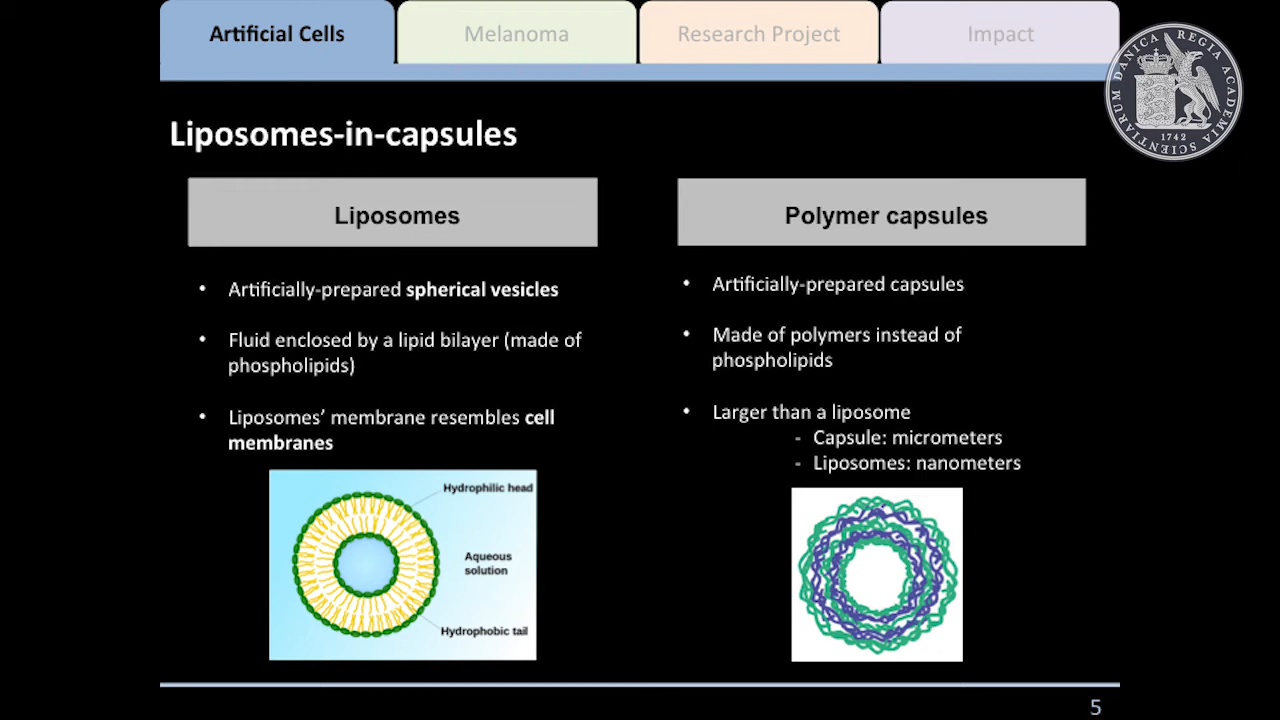 Artificial Cells
Melanoma
Research Project
Impact
REGIA ACADEMIA SCIENTIARUM DANICA
1742
Liposomes-in-capsules
Liposomes
• Artificially-prepared spherical vesicles
• Fluid enclosed by a lipid bilayer (made of
phospholipids)
• Liposomes’ membrane resembles cell
membranes
Hydrophilic head
Aqueous
solution
Hydrophobic tail
Polymer capsules
• Artificially-prepared capsules
• Made of polymers instead of
phospholipids
• Larger than a liposome
- Capsule: micrometers
- Liposomes: nanometers
5